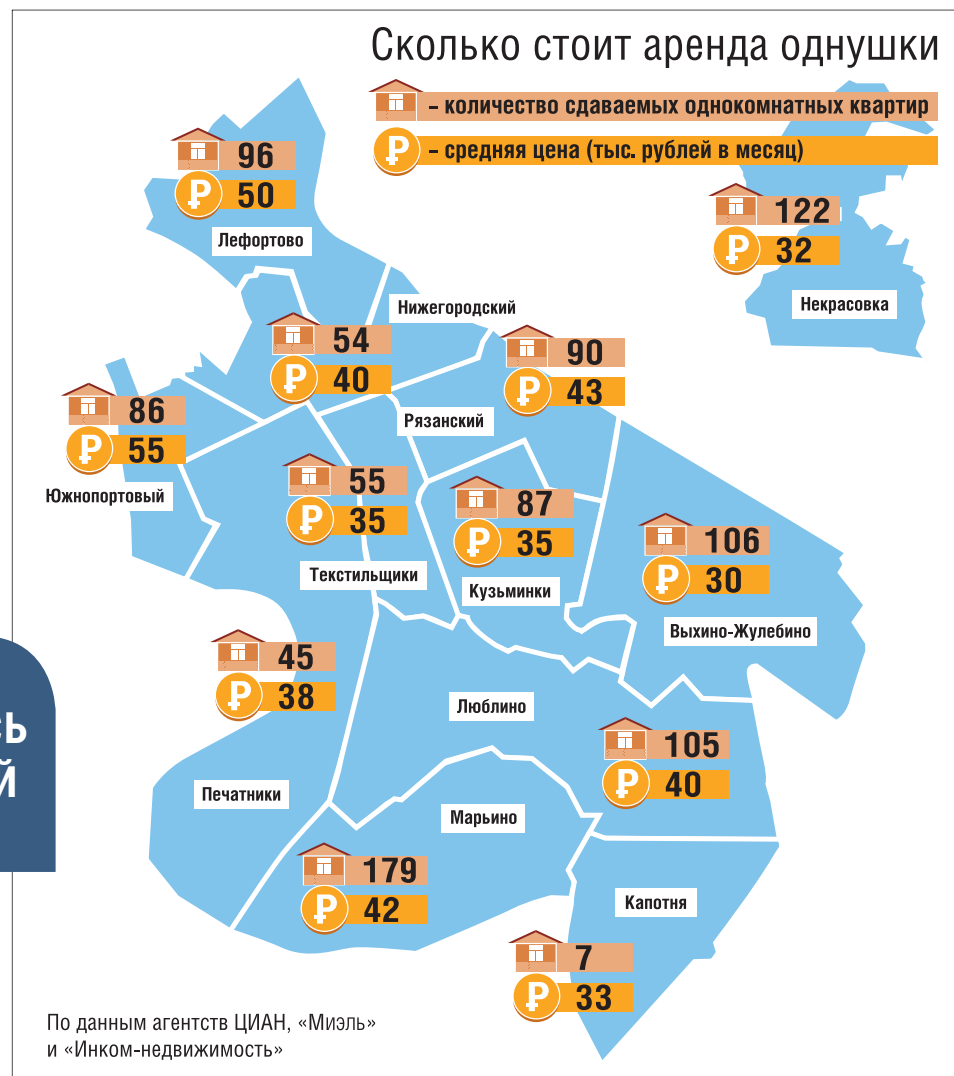 Сколько стоит аренда однушки
– количество сдаваемых однокомнатных квартир
– средняя цена (тыс. рублей в месяц)
96
50
Лефортово
122
32
Некрасовка
Нижегородский
54
40
90
43
Рязанский
86
55
Южнопортовый
55
35
Текстильщики
87
35
Кузьминки
106
30
Выхино-Жулебино
45
38
Печатники
Люблино
105
40
Марьино
179
42
Капотня
7
33
По данным агентств ЦИАН, «Миэль»
и «Инком-недвижимость»